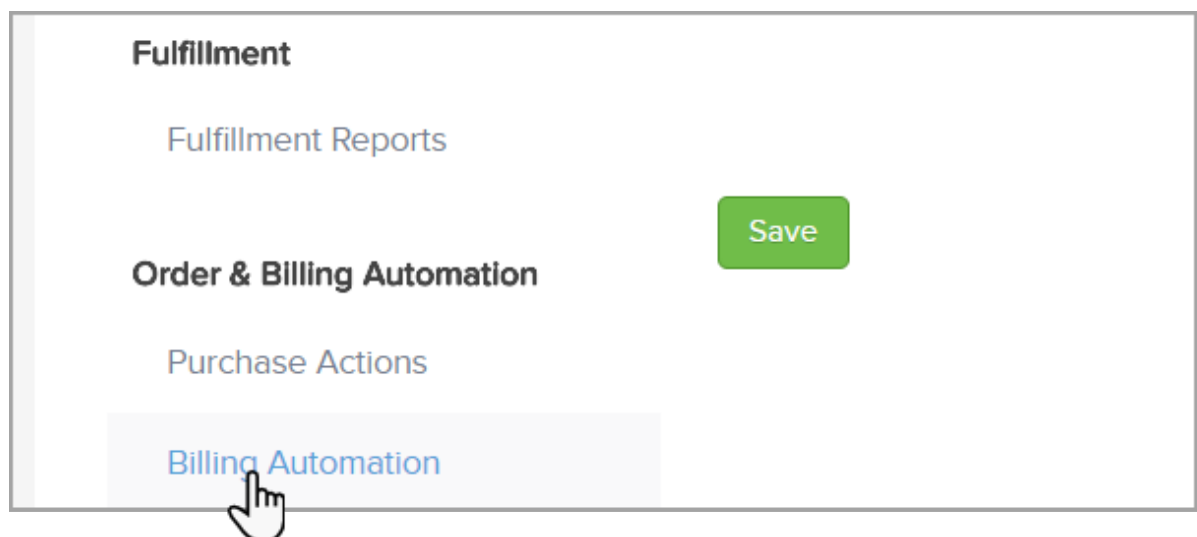 Fulfillment
Fulfillment Reports
Save
Order & Billing Automation
Purchase Actions
Billing Automation